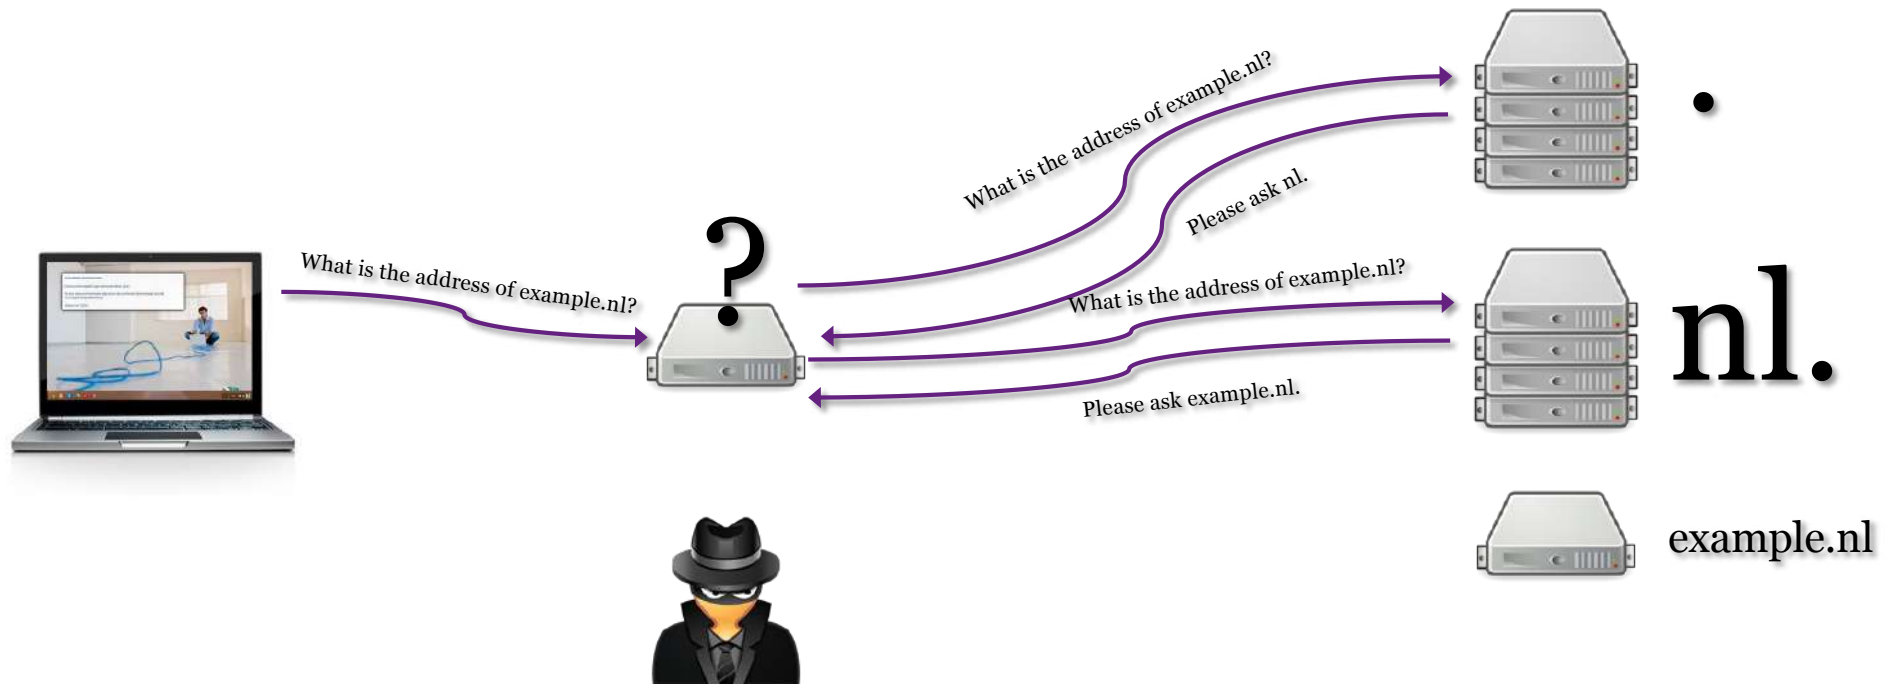 What is the address of example.nl?
.
Please ask nl.
?
What is the address of example.nl?
What is the address of example.nl?
nl.
Please ask example.nl.
example.nl